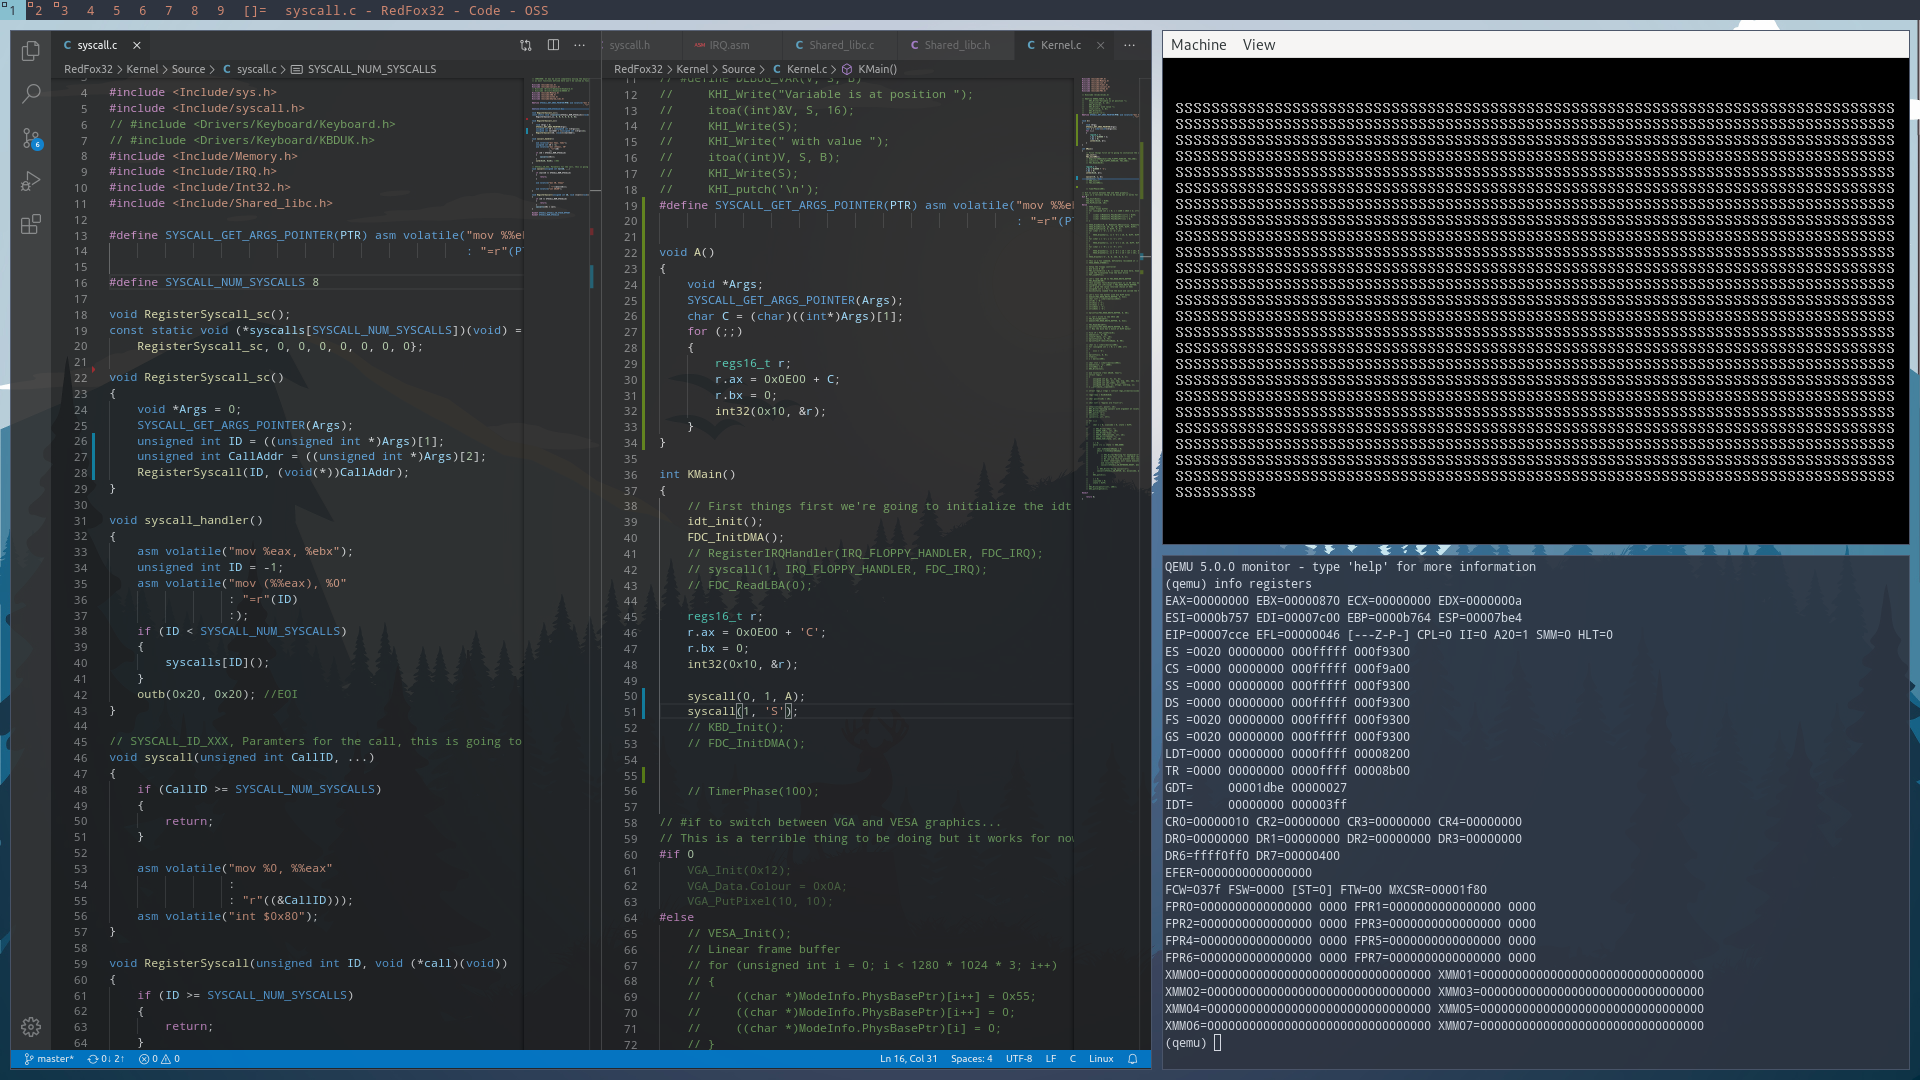 1 2 3 4 5 6 7 8 9 []= syscall.c - RedFox32 - Code - OSS
syscall.c
RedFox32 > Kernel > Source > syscall.c > SYSCALL_NUM_SYSCALLS
4 #include <Include/sys.h>
5 #include <Include/syscall.h>
6 // #include <Drivers/Keyboard/Keyboard.h>
7 // #include <Drivers/Keyboard/KBDUK.h>
8 #include <Include/Memory.h>
9 #include <Include/IRQ.h>
10 #include <Include/Int32.h>
11 #include <Include/Shared_libc.h>
12
13 #define SYSCALL_GET_ARGS_POINTER(PTR) asm volatile("mov %%e
14 : "=r"(P
15
16 #define SYSCALL_NUM_SYSCALLS 8
17
18 void RegisterSyscall_sc();
19 const static void (*syscalls[SYSCALL_NUM_SYSCALLS])(void) =
20 RegisterSyscall_sc, 0, 0, 0, 0, 0, 0, 0};
21
22 void RegisterSyscall_sc()
23 {
24 void *Args = 0;
25 SYSCALL_GET_ARGS_POINTER(Args);
26 unsigned int ID = ((unsigned int *)Args)[1];
27 unsigned int CallAddr = ((unsigned int *)Args)[2];
28 RegisterSyscall(ID, (void(*))CallAddr);
29 }
30
31 void syscall_handler()
32 {
33 asm volatile("mov %eax, %ebx");
34 unsigned int ID = -1;
35 asm volatile("mov (%%eax), %0"
36 : "=r"(ID)
37 :);
38 if (ID < SYSCALL_NUM_SYSCALLS)
39 {
40 syscalls[ID]();
41 }
42 outb(0x20, 0x20); //EOI
43 }
44
45 // SYSCALL_ID_XXX, Paramters for the call, this is going to
46 void syscall(unsigned int CallID, ...)
47 {
48 if (CallID >= SYSCALL_NUM_SYSCALLS)
49 {
50 return;
51 }
52
53 asm volatile("mov %0, %%eax"
54 :
55 : "r"((&CallID)));
56 asm volatile("int $0x80");
57 }
58
59 void RegisterSyscall(unsigned int ID, void (*call)(void))
60 {
61 if (ID >= SYSCALL_NUM_SYSCALLS)
62 {
63 return;
64 }
syscall.h IRQ.asm Shared_libc.c Shared_libc.h Kernel.c
RedFox32 > Kernel > Source > Kernel.c > KMain()
11 // #define DEBUG_VAR(V, S, B)
12 // KHI_Write("Variable is at position ");
13 // itoa((int)&V, S, 16);
14 // KHI_Write(S);
15 // KHI_Write(" with value ");
16 // itoa((int)V, S, B);
17 // KHI_Write(S);
18 // KHI_putch('\n');
19 #define SYSCALL_GET_ARGS_POINTER(PTR) asm volatile("mov %%e
20 : "=r"(P
21
22 void A()
23 {
24 void *Args;
25 SYSCALL_GET_ARGS_POINTER(Args);
26 char C = (char)((int*)Args)[1];
27 for (;;)
28 {
29 regs16_t r;
30 r.ax = 0x0E00 + C;
31 r.bx = 0;
32 int32(0x10, &r);
33 }
34 }
35
36 int KMain()
37 {
38 // First things first we're going to initialize the idt
39 idt_init();
40 FDC_InitDMA();
41 // RegisterIRQHandler(IRQ_FLOPPY_HANDLER, FDC_IRQ);
42 // syscall(1, IRQ_FLOPPY_HANDLER, FDC_IRQ);
43 // FDC_ReadLBA(0);
44
45 regs16_t r;
46 r.ax = 0x0E00 + 'C';
47 r.bx = 0;
48 int32(0x10, &r);
49
50 syscall(0, 1, A);
51 syscall(1, 'S');
52 // KBD_Init();
53 // FDC_InitDMA();
54
55
56 // TimerPhase(100);
57
58 // #if to switch between VGA and VESA graphics...
59 // This is a terrible thing to be doing but it works for now
60 #if 0
61 VGA_Init(0x12);
62 VGA_Data.Colour = 0x0A;
63 VGA_PutPixel(10, 10);
64 #else
65 // VESA_Init();
66 // Linear frame buffer
67 // for (unsigned int i = 0; i < 1280 * 1024 * 3; i++)
68 // {
69 // ((char *)ModeInfo.PhysBasePtr)[i++] = 0x55;
70 // ((char *)ModeInfo.PhysBasePtr)[i++] = 0;
71 // ((char *)ModeInfo.PhysBasePtr)[i] = 0;
72 // }
6
master* 0↓ 2↑ 0 0 Ln 16, Col 31 Spaces: 4 UTF-8 LF C Linux
Machine View
SSSSSSSSS
QEMU 5.0.0 monitor - type 'help' for more information
(qemu) info registers
EAX=00000000 EBX=00000870 ECX=00000000 EDX=0000000a
ESI=0000b757 EDI=00007c00 EBP=0000b764 ESP=00007be4
EIP=00007cce EFL=00000046 [---Z-P-] CPL=0 II=0 A20=1 SMM=0 HLT=0
ES =0020 00000000 000fffff 000f9300
CS =0000 00000000 000fffff 000f9a00
SS =0000 00000000 000fffff 000f9300
DS =0000 00000000 000fffff 000f9300
FS =0020 00000000 000fffff 000f9300
GS =0020 00000000 000fffff 000f9300
LDT=0000 00000000 0000ffff 00008200
TR =0000 00000000 0000ffff 00008b00
GDT= 00001dbe 00000027
IDT= 00000000 000003ff
CR0=00000010 CR2=00000000 CR3=00000000 CR4=00000000
DR0=00000000 DR1=00000000 DR2=00000000 DR3=00000000
DR6=ffff0ff0 DR7=00000400
EFER=0000000000000000
FCW=037f FSW=0000 [ST=0] FTW=00 MXCSR=00001f80
FPR0=0000000000000000 0000 FPR1=0000000000000000 0000
FPR2=0000000000000000 0000 FPR3=0000000000000000 0000
FPR4=0000000000000000 0000 FPR5=0000000000000000 0000
FPR6=0000000000000000 0000 FPR7=0000000000000000 0000
XMM00=00000000000000000000000000000000 XMM01=00000000000000000000000000000000
XMM02=00000000000000000000000000000000 XMM03=00000000000000000000000000000000
XMM04=00000000000000000000000000000000 XMM05=00000000000000000000000000000000
XMM06=00000000000000000000000000000000 XMM07=00000000000000000000000000000000
(qemu)